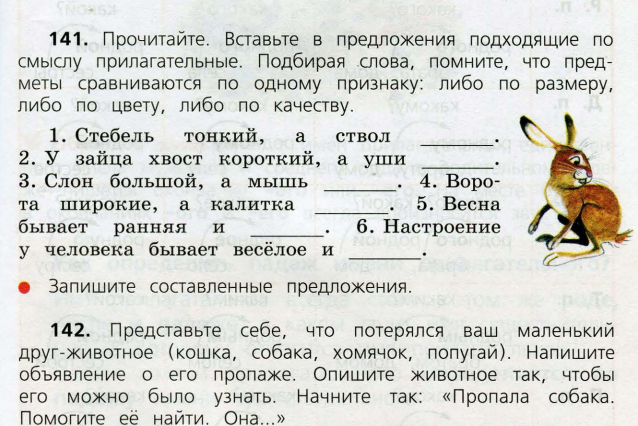 141. Прочитайте. Вставьте в предложения подходящие по
смыслу прилагательные. Подбирая слова, помните, что пред-
меты сравниваются по одному признаку: либо по размеру,
либо по цвету, либо по качеству.
1. Стебель тонкий, а ствол ______.
2. У зайца хвост короткий, а уши ______.
3. Слон большой, а мышь ______. 4. Воро-
та широкие, а калитка ______. 5. Весна
бывает ранняя и ______. 6. Настроение
у человека бывает весёлое и ______.
● Запишите составленные предложения.
142. Представьте себе, что потерялся ваш маленький
друг-животное (кошка, собака, хомячок, попугай). Напишите
объявление о его пропаже. Опишите животное так, чтобы
его можно было узнать. Начните так: «Пропала собака.
Помогите её найти. Она...»